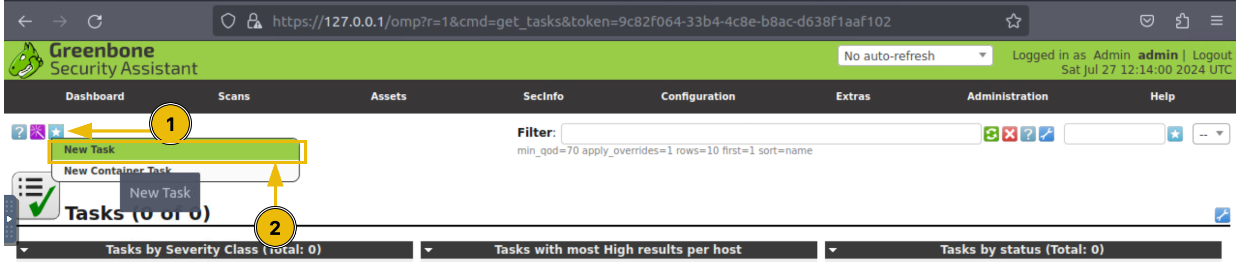 https://127.0.0.1/omp?r=1&cmd=get_tasks&token=9c82f064-33b4-4c8e-b8ac-d638f1aaf102
Greenbone
Security Assistant
No auto-refresh
Logged in as Admin admin | Logout
Sat Jul 27 12:14:00 2024 UTC
Dashboard Scans Assets SecInfo Configuration Extras Administration Help
1
Filter:
--
min_qod=70 apply_overrides=1 rows=10 first=1 sort=name
New Task
New Container Task
New Task
Tasks (0 of 0)
2
Tasks by Severity Class (Total: 0) Tasks with most High results per host Tasks by status (Total: 0)